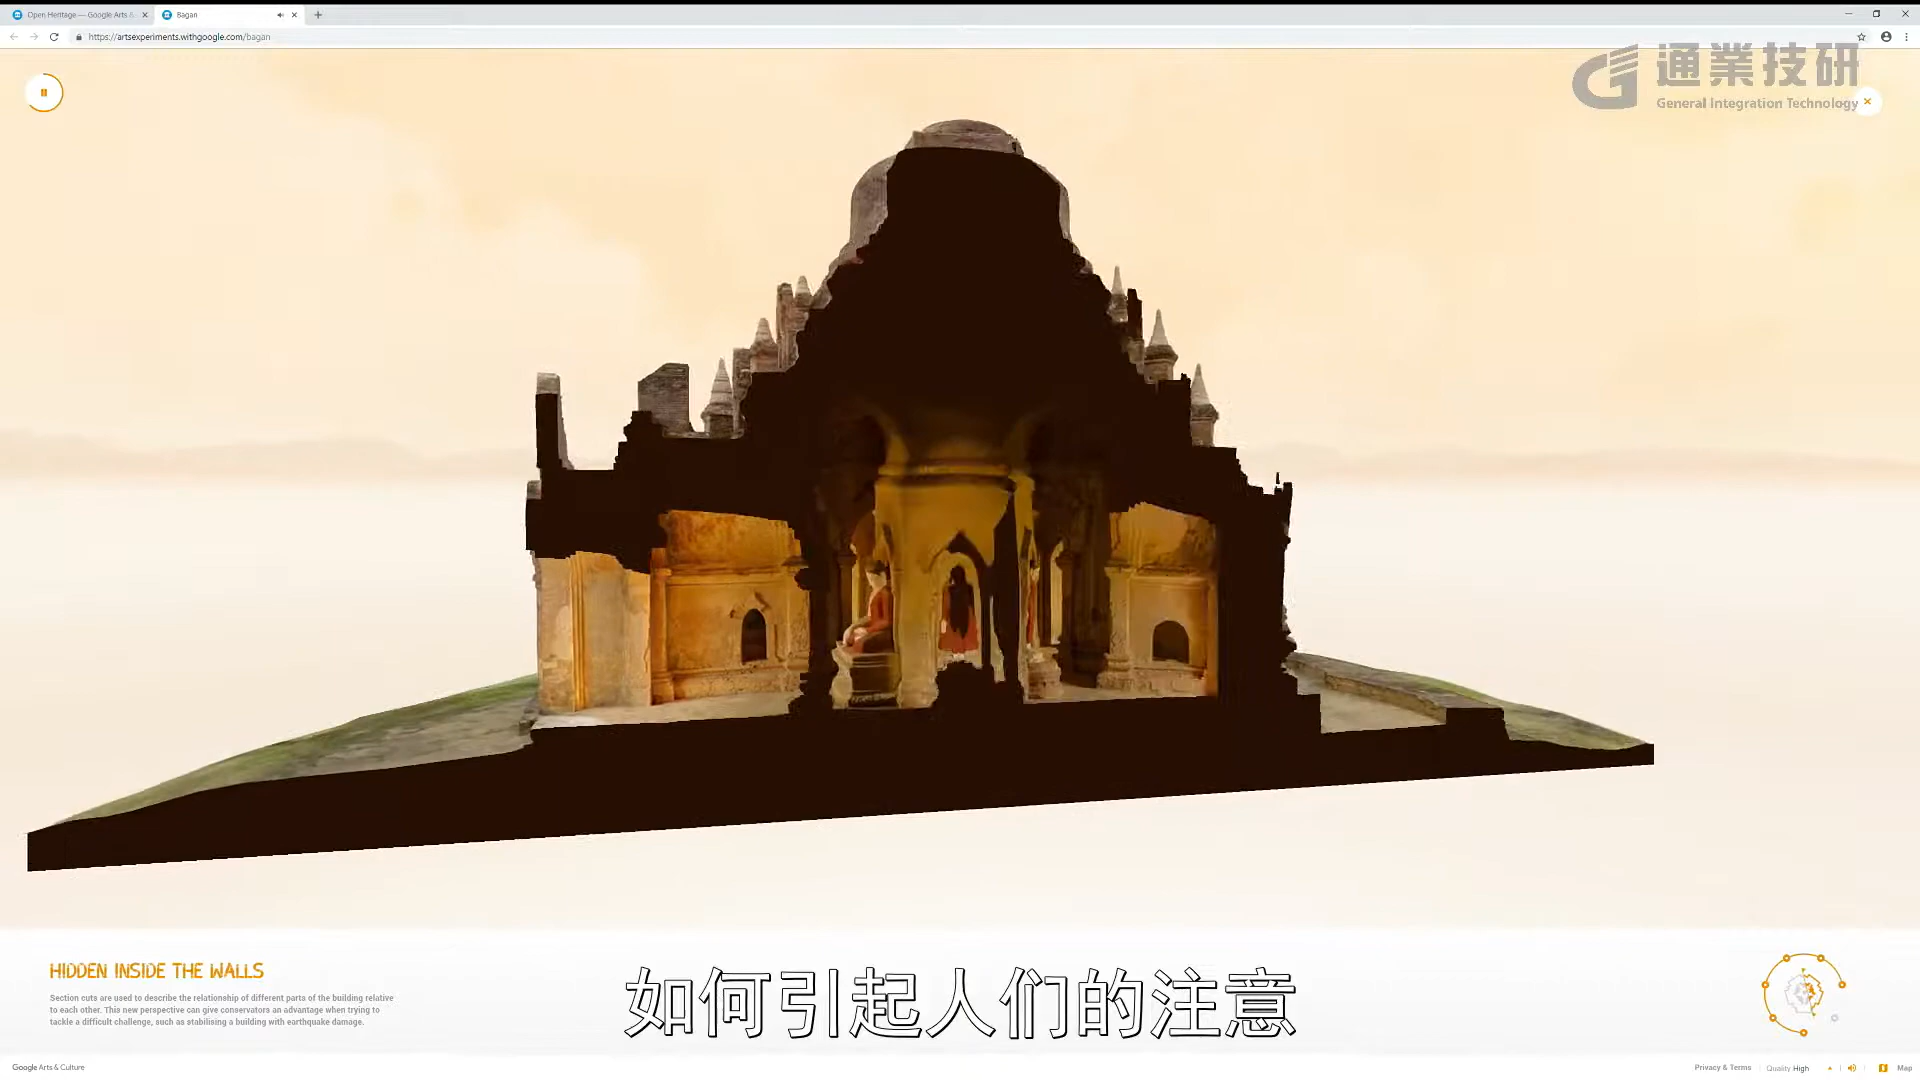 Open Heritage — Google Arts &
Bagan
https://artsexperiments.withgoogle.com/bagan
通業技研
General Integration Technology
HIDDEN INSIDE THE WALLS
Section cuts are used to describe the relationship of different parts of the building relative
to each other. This new perspective can give conservators an advantage when trying to
tackle a difficult challenge, such as stabilising a building with earthquake damage.
如何引起人们的注意
Google Arts & Culture
Privacy & Terms
Quality High
Map